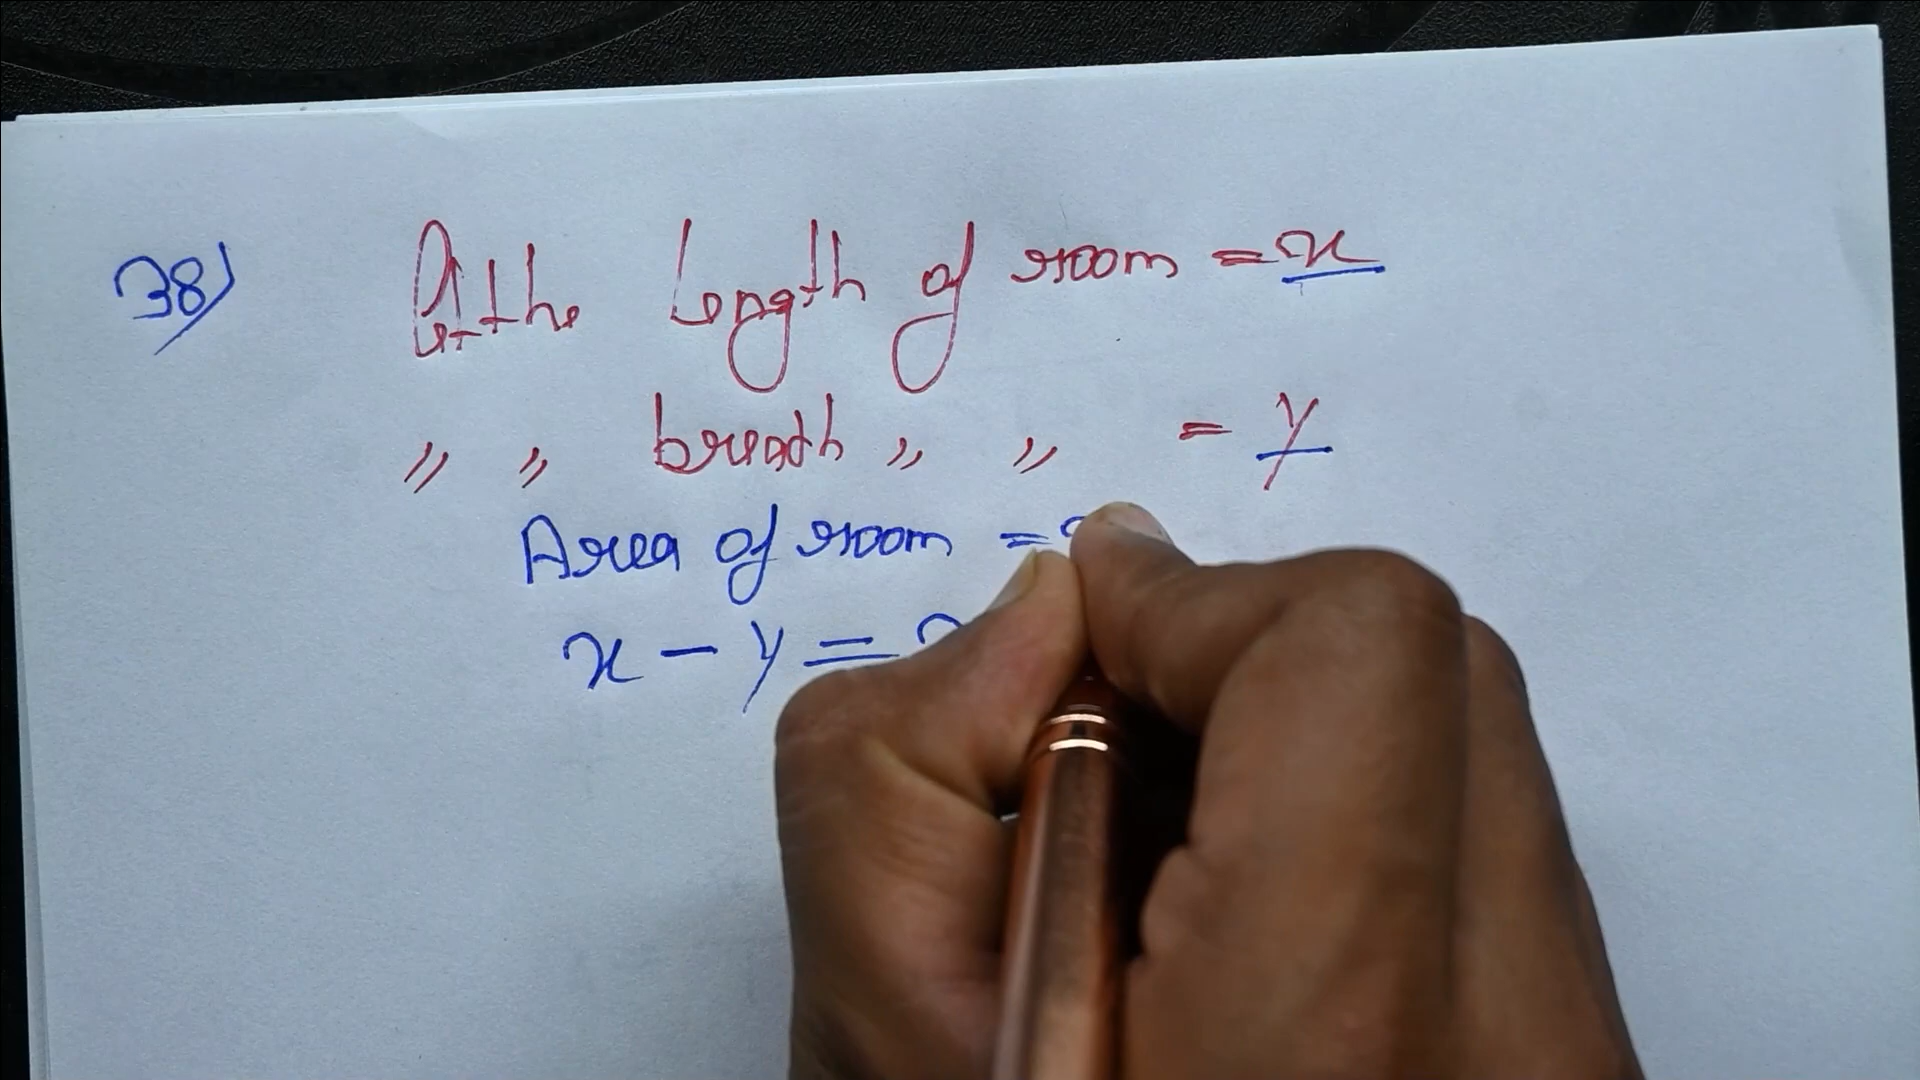 38) Let the Length of room = x
" " breadth " " = y
Area of room =
x - y =